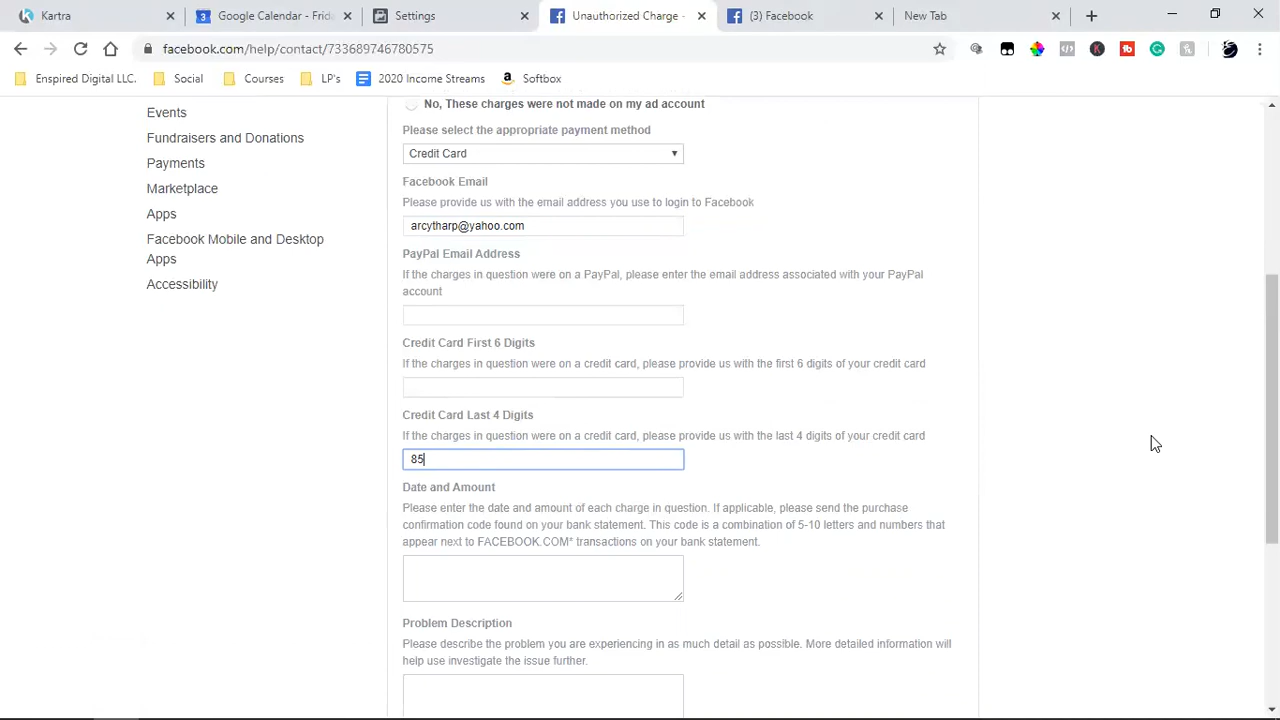 Kartra
Google Calendar - Frid
Settings
Unauthorized Charge -
(3) Facebook
New Tab
facebook.com/help/contact/733689746780575
Enspired Digital LLC.
Social
Courses
LP's
2020 Income Streams
Softbox
Events
Fundraisers and Donations
Payments
Marketplace
Apps
Facebook Mobile and Desktop
Apps
Accessibility
No, These charges were not made on my ad account
Please select the appropriate payment method
Credit Card
Facebook Email
Please provide us with the email address you use to login to Facebook
arcytharp@yahoo.com
PayPal Email Address
If the charges in question were on a PayPal, please enter the email address associated with your PayPal
account
Credit Card First 6 Digits
If the charges in question were on a credit card, please provide us with the first 6 digits of your credit card
Credit Card Last 4 Digits
If the charges in question were on a credit card, please provide us with the last 4 digits of your credit card
85
Date and Amount
Please enter the date and amount of each charge in question. If applicable, please send the purchase
confirmation code found on your bank statement. This code is a combination of 5-10 letters and numbers that
appear next to FACEBOOK.COM* transactions on your bank statement.
Problem Description
Please describe the problem you are experiencing in as much detail as possible. More detailed information will
help use investigate the issue further.